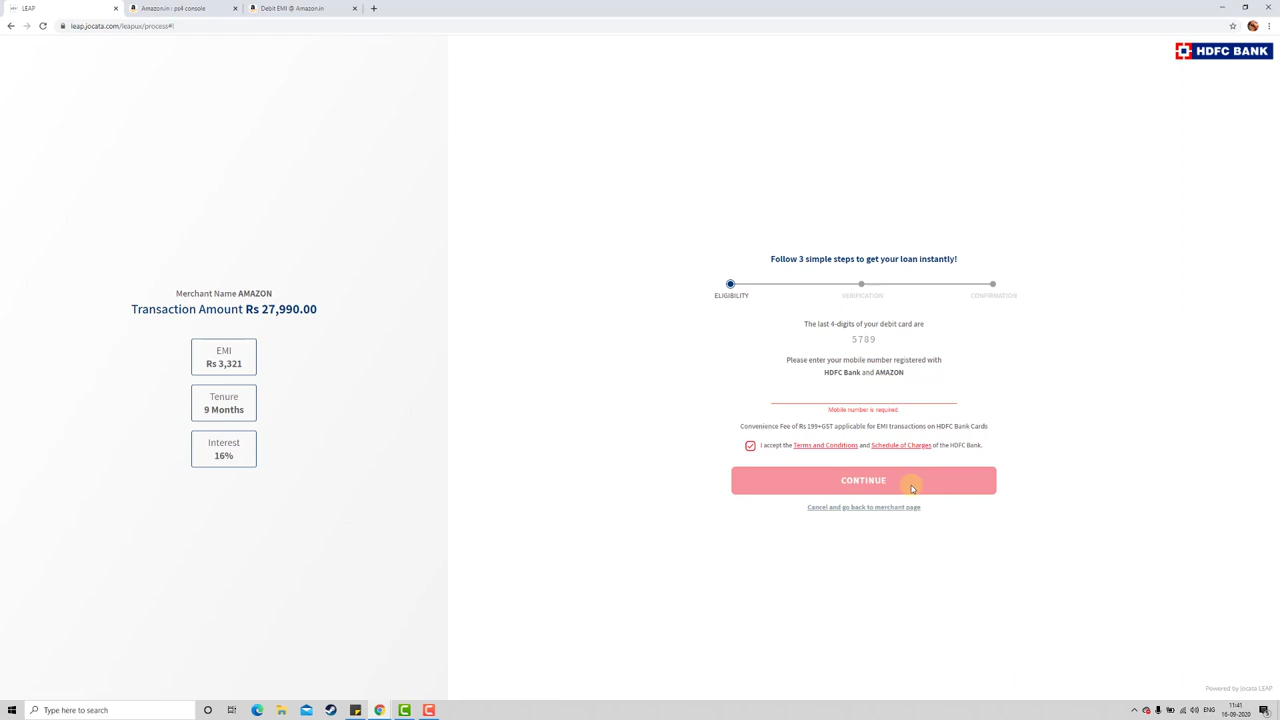 LEAP
Amazon.in : ps4 console
Debit EMI @ Amazon.in
leap.jocata.com/leapux/process#!
HDFC BANK
Follow 3 simple steps to get your loan instantly!
ELIGIBILITY
VERIFICATION
CONFIRMATION
Merchant Name AMAZON
Transaction Amount Rs 27,990.00
EMI
Rs 3,321
Tenure
9 Months
Interest
16%
The last 4-digits of your debit card are
5789
Please enter your mobile number registered with
HDFC Bank and AMAZON
Mobile number is required.
Convenience Fee of Rs 199+GST applicable for EMI transactions on HDFC Bank Cards
I accept the Terms and Conditions and Schedule of Charges of the HDFC Bank.
CONTINUE
Cancel and go back to merchant page
Powered by Jocata LEAP
Type here to search
ENG
11:41
16-09-2020